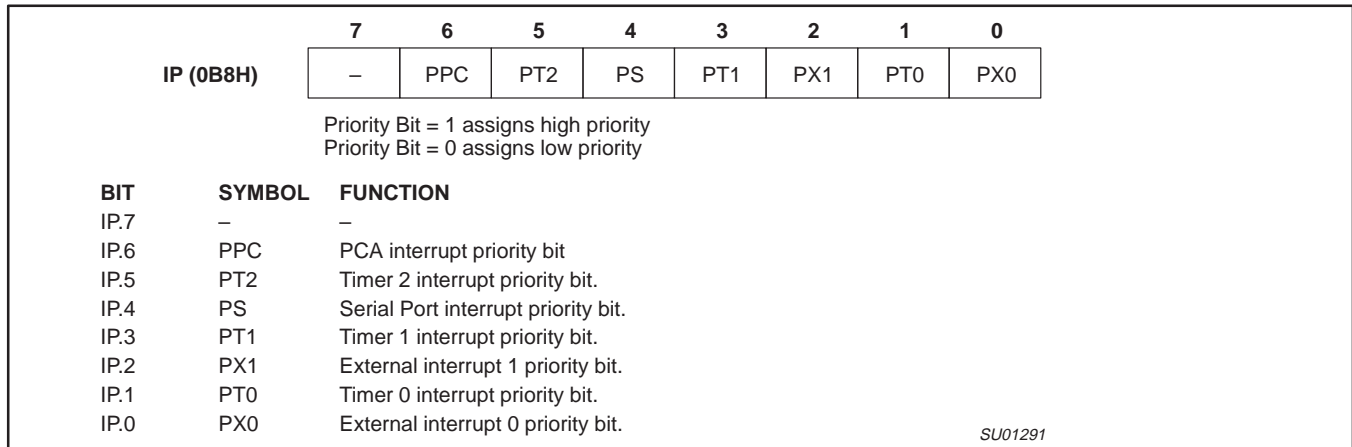 7 6 5 4 3 2 1 0
IP (0B8H) – PPC PT2 PS PT1 PX1 PT0 PX0
Priority Bit = 1 assigns high priority
Priority Bit = 0 assigns low priority
BIT SYMBOL FUNCTION
IP.7 – –
IP.6 PPC PCA interrupt priority bit
IP.5 PT2 Timer 2 interrupt priority bit.
IP.4 PS Serial Port interrupt priority bit.
IP.3 PT1 Timer 1 interrupt priority bit.
IP.2 PX1 External interrupt 1 priority bit.
IP.1 PT0 Timer 0 interrupt priority bit.
IP.0 PX0 External interrupt 0 priority bit.
SU01291